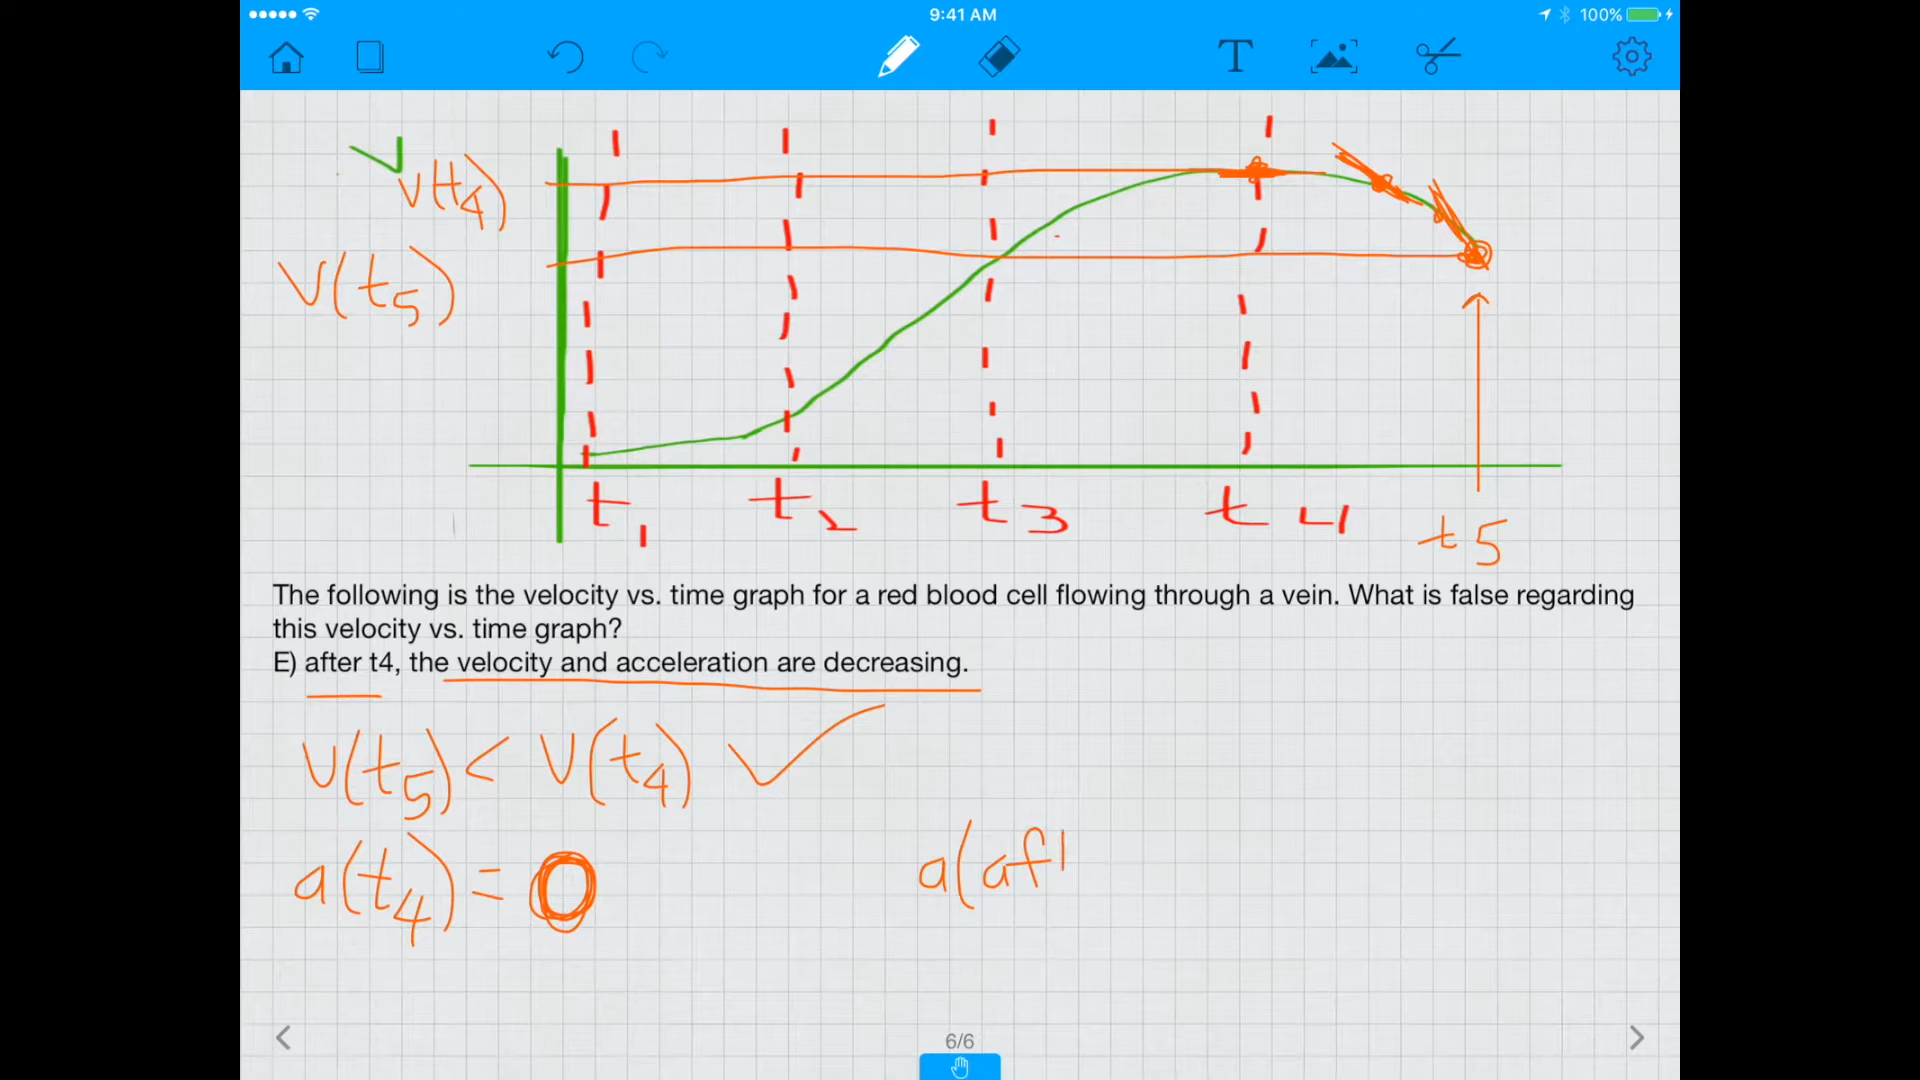 9:41 AM
100%
T
V
V(t4)
V(t5)
t1
t2
t3
t4
t5
The following is the velocity vs. time graph for a red blood cell flowing through a vein. What is false regarding
this velocity vs. time graph?
E) after t4, the velocity and acceleration are decreasing.
V(t5) < V(t4) ✓
a(t4) = 0
a(af
6/6